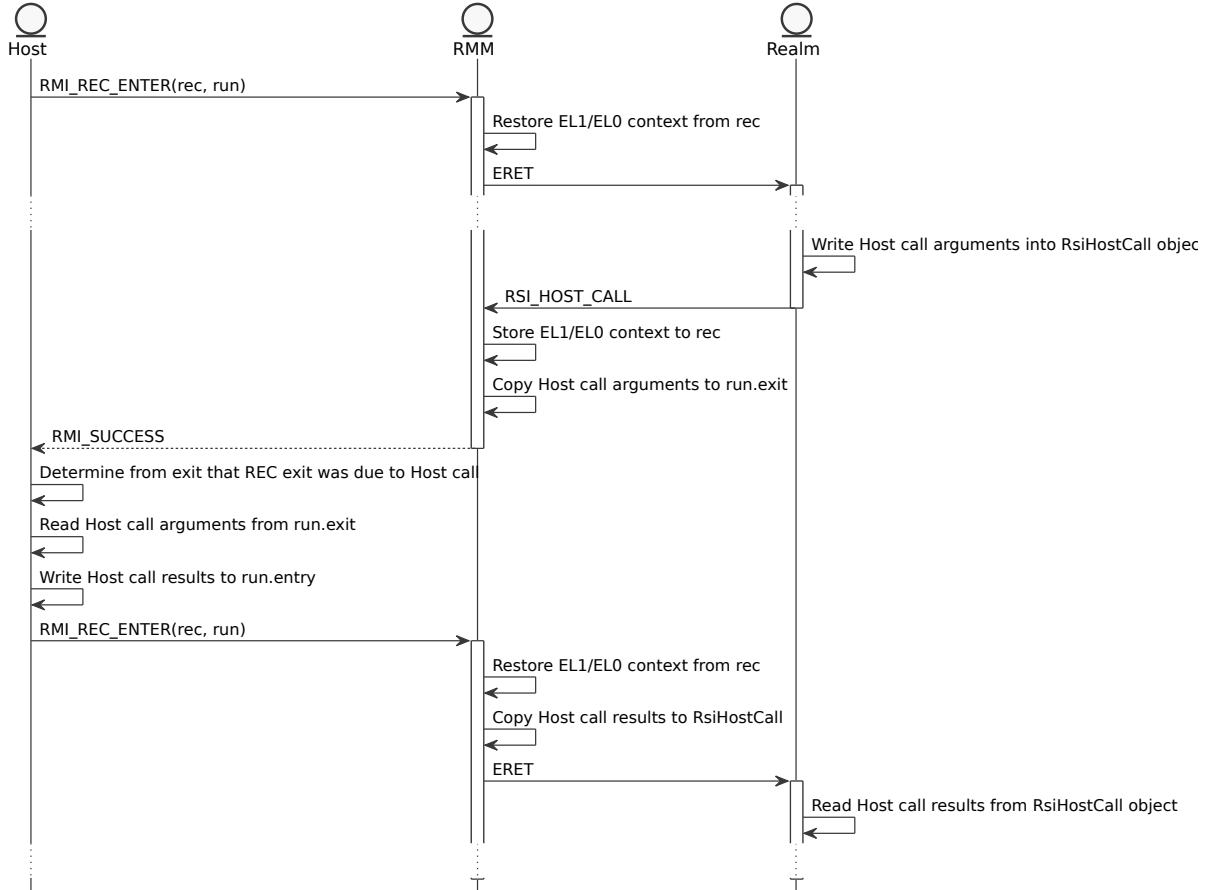 Host
RMM
Realm
RMI_REC_ENTER(rec, run)
Restore EL1/EL0 context from rec
ERET
Write Host call arguments into RsiHostCall objec
RSI_HOST_CALL
Store EL1/EL0 context to rec
Copy Host call arguments to run.exit
RMI_SUCCESS
Determine from exit that REC exit was due to Host call
Read Host call arguments from run.exit
Write Host call results to run.entry
RMI_REC_ENTER(rec, run)
Restore EL1/EL0 context from rec
Copy Host call results to RsiHostCall
ERET
Read Host call results from RsiHostCall object